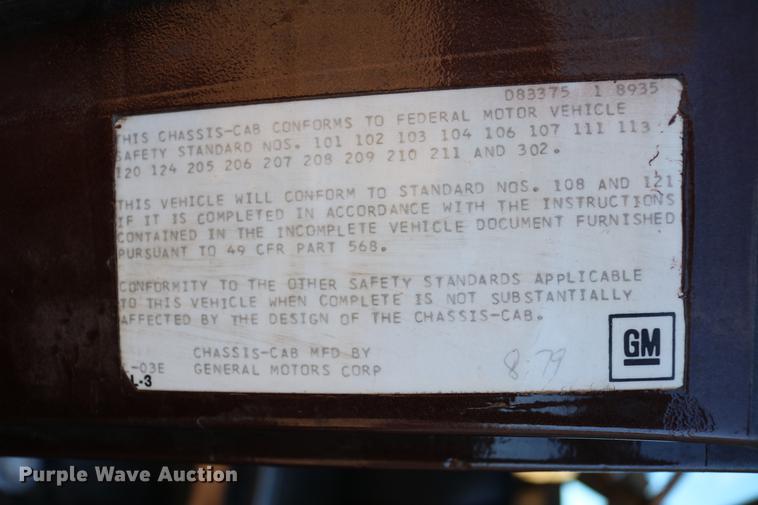 D83375 1 8935
THIS CHASSIS-CAB CONFORMS TO FEDERAL MOTOR VEHICLE
SAFETY STANDARD NOS. 101 102 103 104 106 107 111 113
120 124 205 206 207 208 209 210 211 AND 302.
THIS VEHICLE WILL CONFORM TO STANDARD NOS. 108 AND 121
IF IT IS COMPLETED IN ACCORDANCE WITH THE INSTRUCTIONS
CONTAINED IN THE INCOMPLETE VEHICLE DOCUMENT FURNISHED
PURSUANT TO 49 CFR PART 568.
CONFORMITY TO THE OTHER SAFETY STANDARDS APPLICABLE
TO THIS VEHICLE WHEN COMPLETE IS NOT SUBSTANTIALLY
AFFECTED BY THE DESIGN OF THE CHASSIS-CAB.
CHASSIS-CAB MFD BY
-03E GENERAL MOTORS CORP
L-3
8-79
GM
Purple Wave Auction